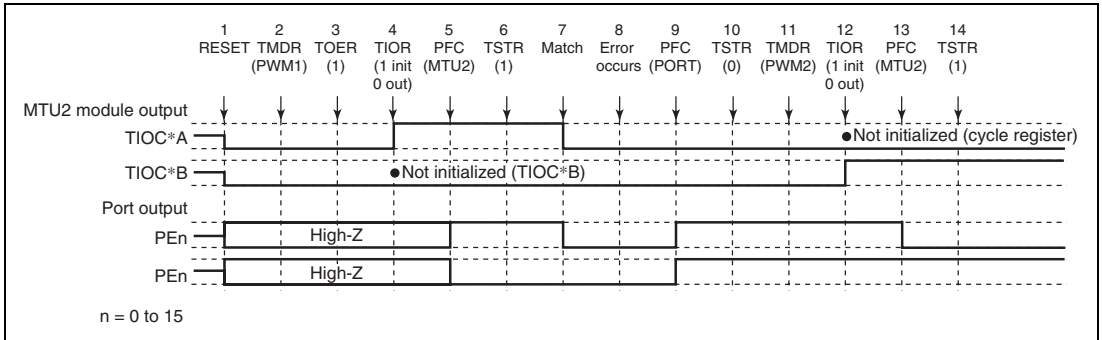 1 2 3 4 5 6 7 8 9 10 11 12 13 14
RESET TMDR TOER TIOR PFC TSTR Match Error PFC TSTR TMDR TIOR PFC TSTR
(PWM1) (1) (1 init (MTU2) (1) occurs (PORT) (0) (PWM2) (1 init (MTU2) (1)
0 out) 0 out)
MTU2 module output
TIOC*A
●Not initialized (cycle register)
TIOC*B
●Not initialized (TIOC*B)
Port output
PEn
High-Z
PEn
High-Z
n = 0 to 15